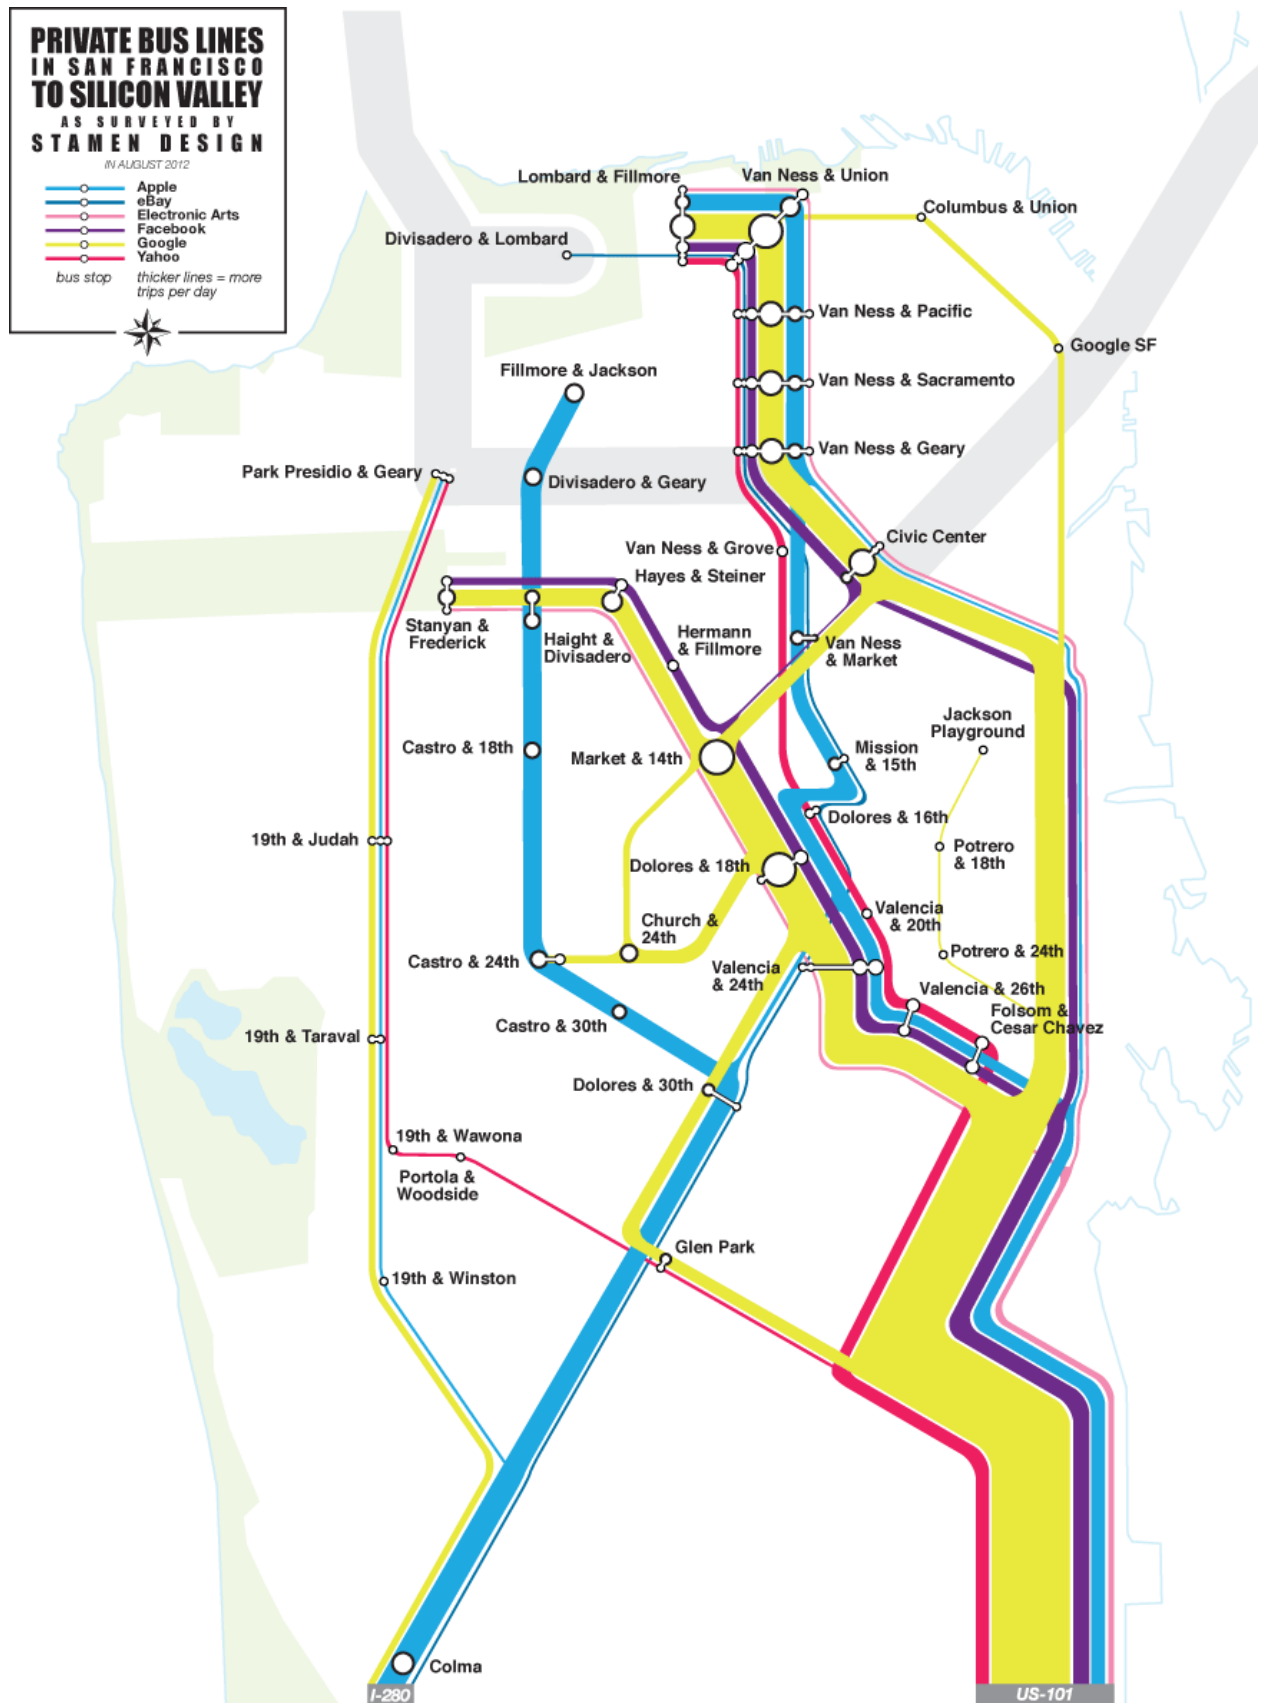 PRIVATE BUS LINES
IN SAN FRANCISCO
TO SILICON VALLEY
AS SURVEYED BY
STAMEN DESIGN
IN AUGUST 2012
Apple
eBay
Electronic Arts
Facebook
Google
Yahoo
bus stop
thicker lines = more
trips per day
Lombard & Fillmore
Van Ness & Union
Columbus & Union
Divisadero & Lombard
Van Ness & Pacific
Google SF
Fillmore & Jackson
Van Ness & Sacramento
Van Ness & Geary
Park Presidio & Geary
Divisadero & Geary
Civic Center
Van Ness & Grove
Hayes & Steiner
Stanyan &
Frederick
Haight &
Divisadero
Hermann
& Fillmore
Van Ness
& Market
Jackson
Playground
Castro & 18th
Market & 14th
Mission
& 15th
Dolores & 16th
19th & Judah
Potrero
& 18th
Dolores & 18th
Valencia
& 20th
Church &
24th
Castro & 24th
Valencia
& 24th
Potrero & 24th
Valencia & 26th
Folsom &
Cesar Chavez
Castro & 30th
19th & Taraval
Dolores & 30th
19th & Wawona
Portola &
Woodside
Glen Park
19th & Winston
Colma
I-280
US-101